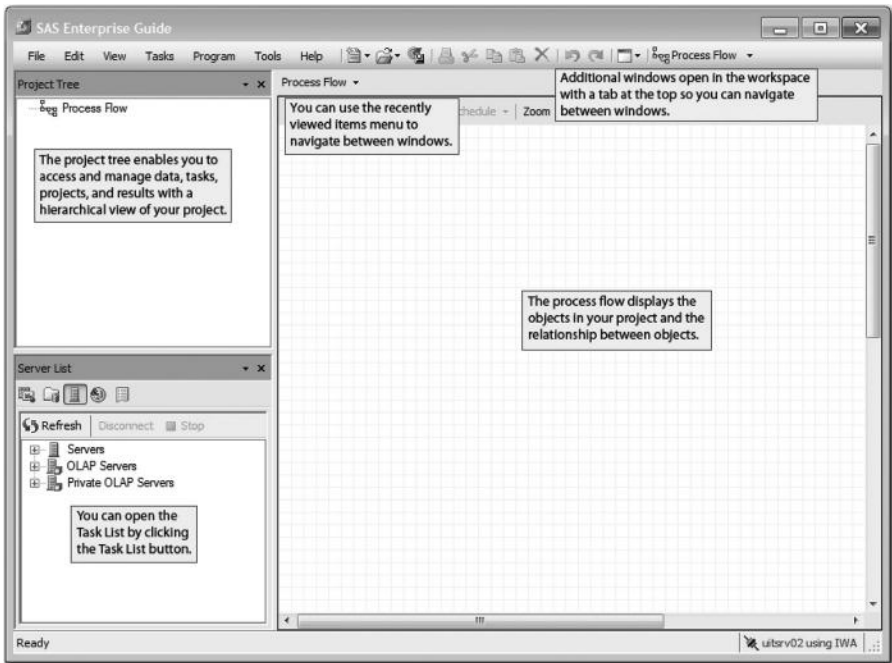 SAS Enterprise Guide
File Edit View Tasks Program Tools Help Process Flow
Project Tree
Process Flow
The project tree enables you to
access and manage data, tasks,
projects, and results with a
hierarchical view of your project.
Server List
Refresh Disconnect Stop
Servers
OLAP Servers
Private OLAP Servers
You can open the
Task List by clicking
the Task List button.
Process Flow
You can use the recently
viewed items menu to
navigate between windows.
Zoom
Additional windows open in the workspace
with a tab at the top so you can navigate
between windows.
The process flow displays the
objects in your project and the
relationship between objects.
Ready
uitsrv02 using IWA